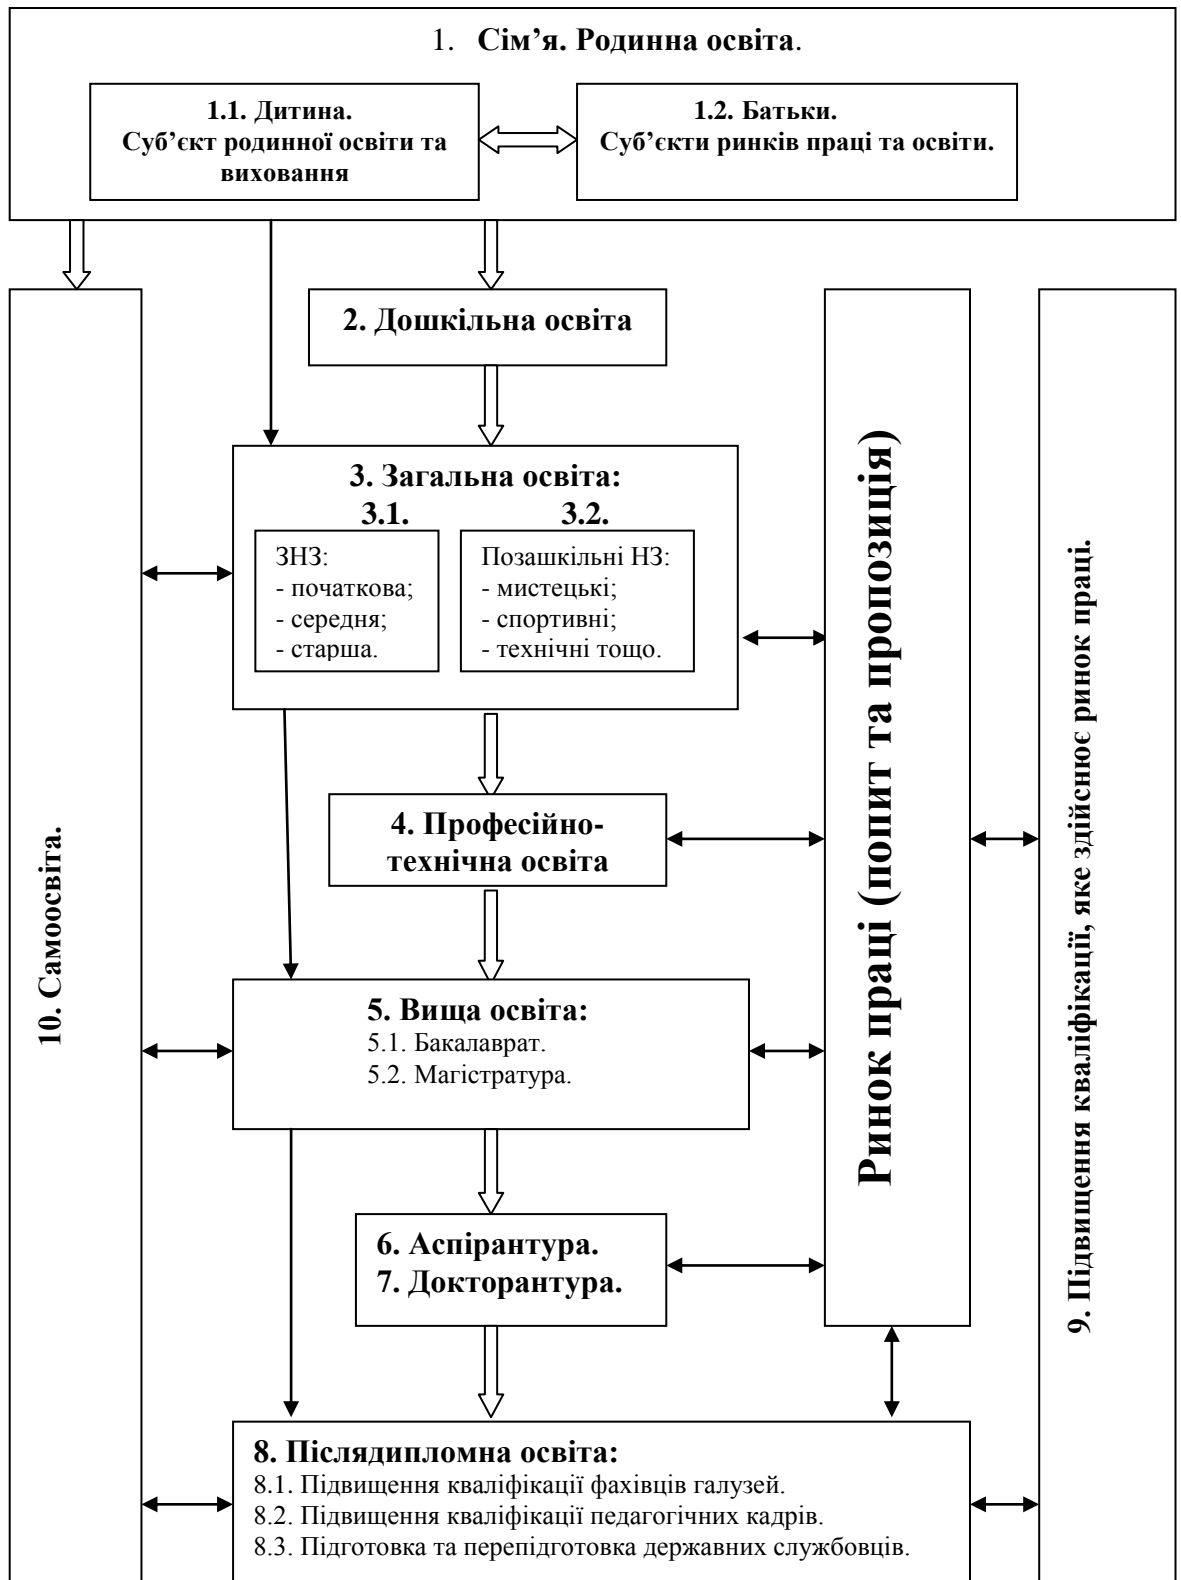 1. Сім’я. Родинна освіта.
1.1. Дитина.
Суб’єкт родинної освіти та
виховання
1.2. Батьки.
Суб’єкти ринків праці та освіти.
2. Дошкільна освіта
3. Загальна освіта:
3.1. 3.2.
ЗНЗ:
- початкова;
- середня;
- старша.
Позашкільні НЗ:
- мистецькі;
- спортивні;
- технічні тощо.
4. Професійно-
технічна освіта
5. Вища освіта:
5.1. Бакалаврат.
5.2. Магістратура.
6. Аспірантура.
7. Докторантура.
8. Післядипломна освіта:
8.1. Підвищення кваліфікації фахівців галузей.
8.2. Підвищення кваліфікації педагогічних кадрів.
8.3. Підготовка та перепідготовка державних службовців.
10. Самоосвіта.
Ринок праці (попит та пропозиція)
9. Підвищення кваліфікації, яке здійснює ринок праці.